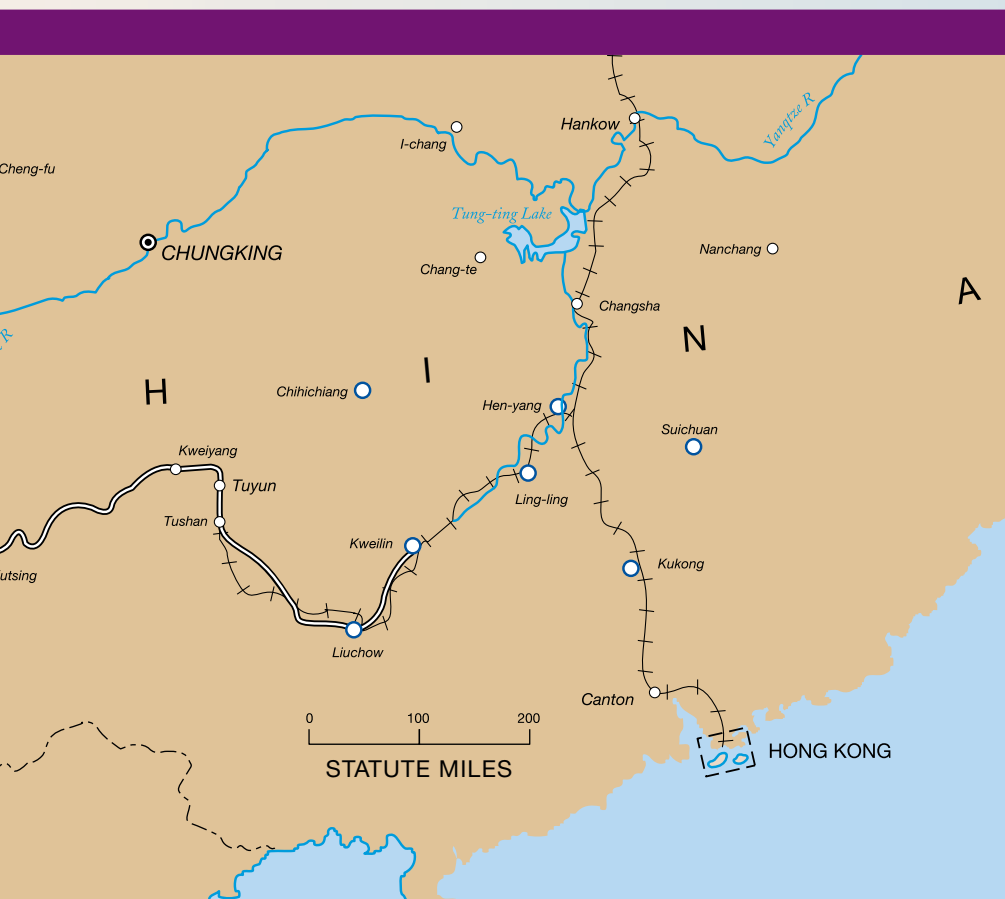 Hankow
Yangtze R
I-chang
Cheng-fu
Tung-ting Lake
CHUNGKING
Nanchang
Chang-te
A
Changsha
R
N
I
H
Chihichiang
Hen-yang
Suichuan
Kweiyang
Tuyun
Ling-ling
Tushan
Kweilin
Kukong
utsing
Liuchow
Canton
0 100 200
STATUTE MILES
HONG KONG